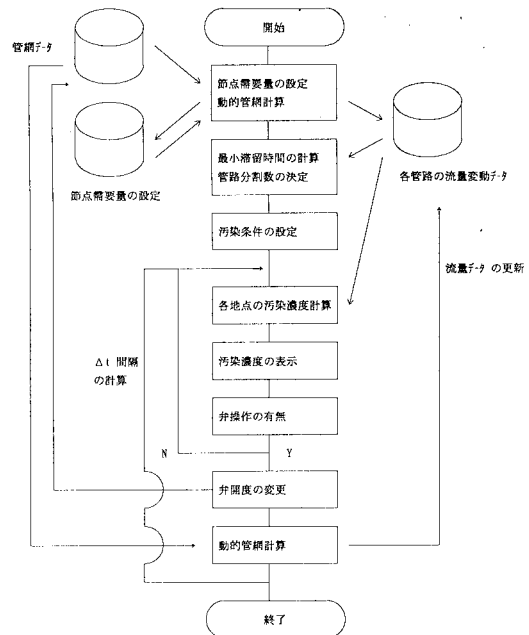 開始
管網データ
節点需要量の設定
動的管網計算
最小滞留時間の計算
管路分割数の決定
節点需要量の設定
各管路の流量変動データ
汚染条件の設定
流量データ の更新
各地点の汚染濃度計算
Δt 間隔
の計算
汚染濃度の表示
弁操作の有無
N
Y
弁開度の変更
動的管網計算
終了